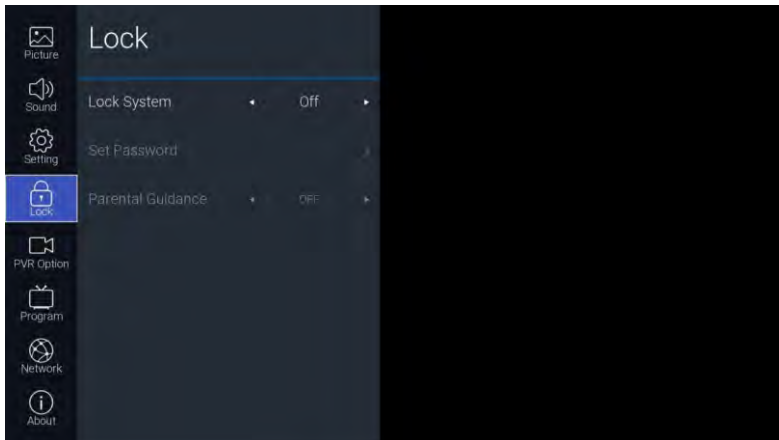 Picture
Sound
Setting
Lock
PVR Option
Program
Network
About
Lock
Lock System Off
Set Password
Parental Guidance OFF